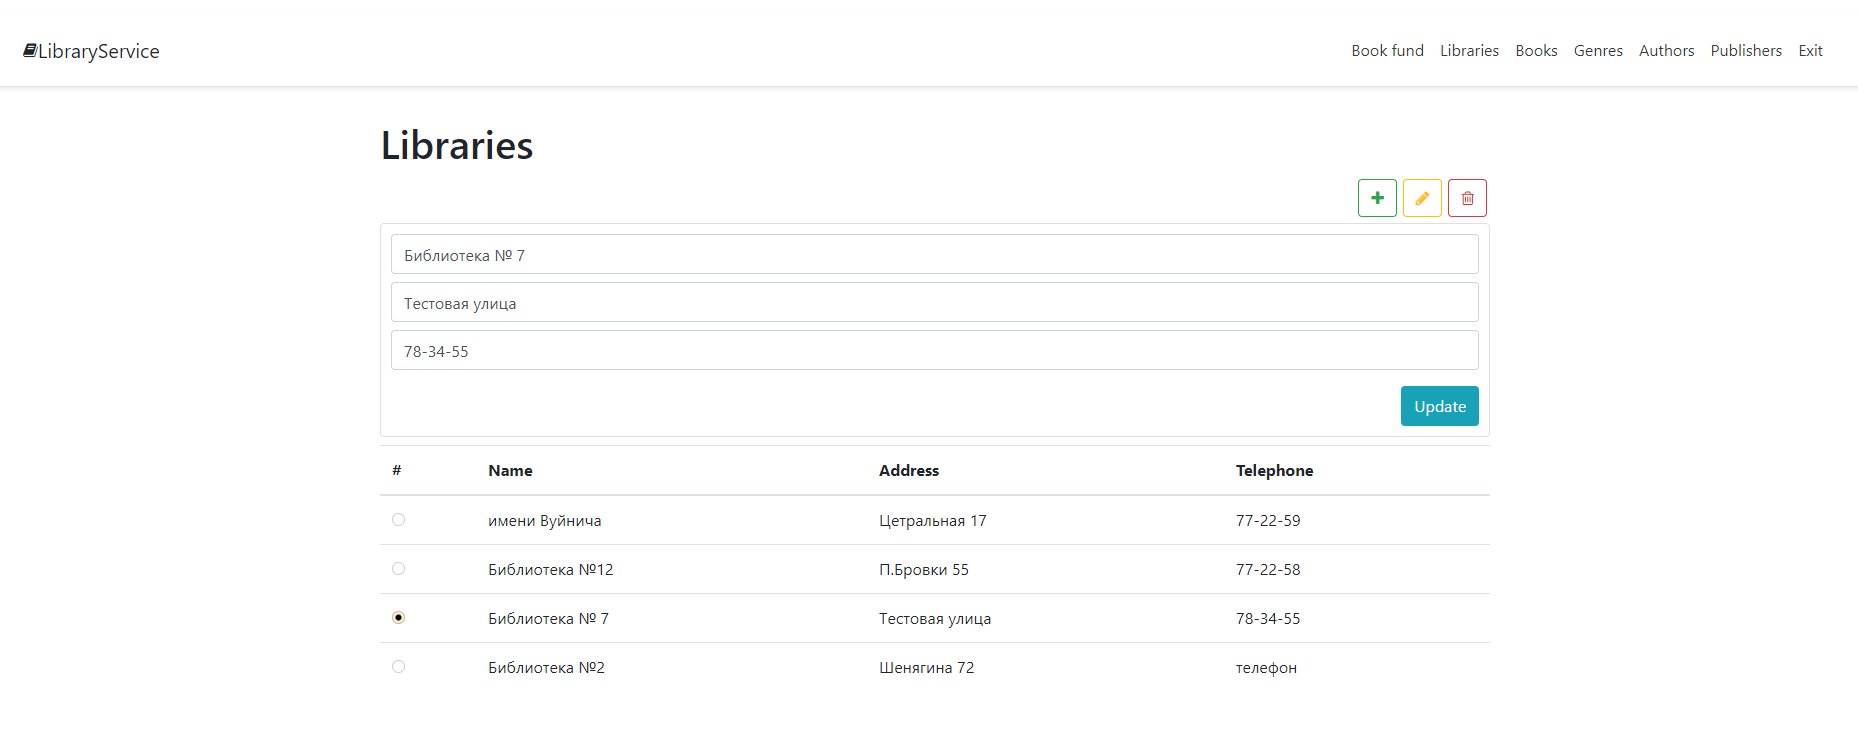 LibraryService
Book fund Libraries Books Genres Authors Publishers Exit
Libraries
Библиотека № 7
Тестовая улица
78-34-55
Update
# Name Address Telephone
имени Вуйнича Цетральная 17 77-22-59
Библиотека №12 П.Бровки 55 77-22-58
Библиотека № 7 Тестовая улица 78-34-55
Библиотека №2 Шенягина 72 телефон